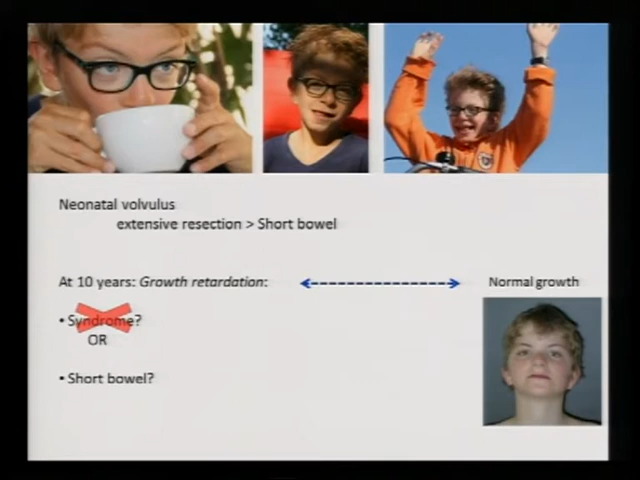 Neonatal volvulus
extensive resection > Short bowel
At 10 years: Growth retardation:
Normal growth
• Syndrome?
OR
• Short bowel?